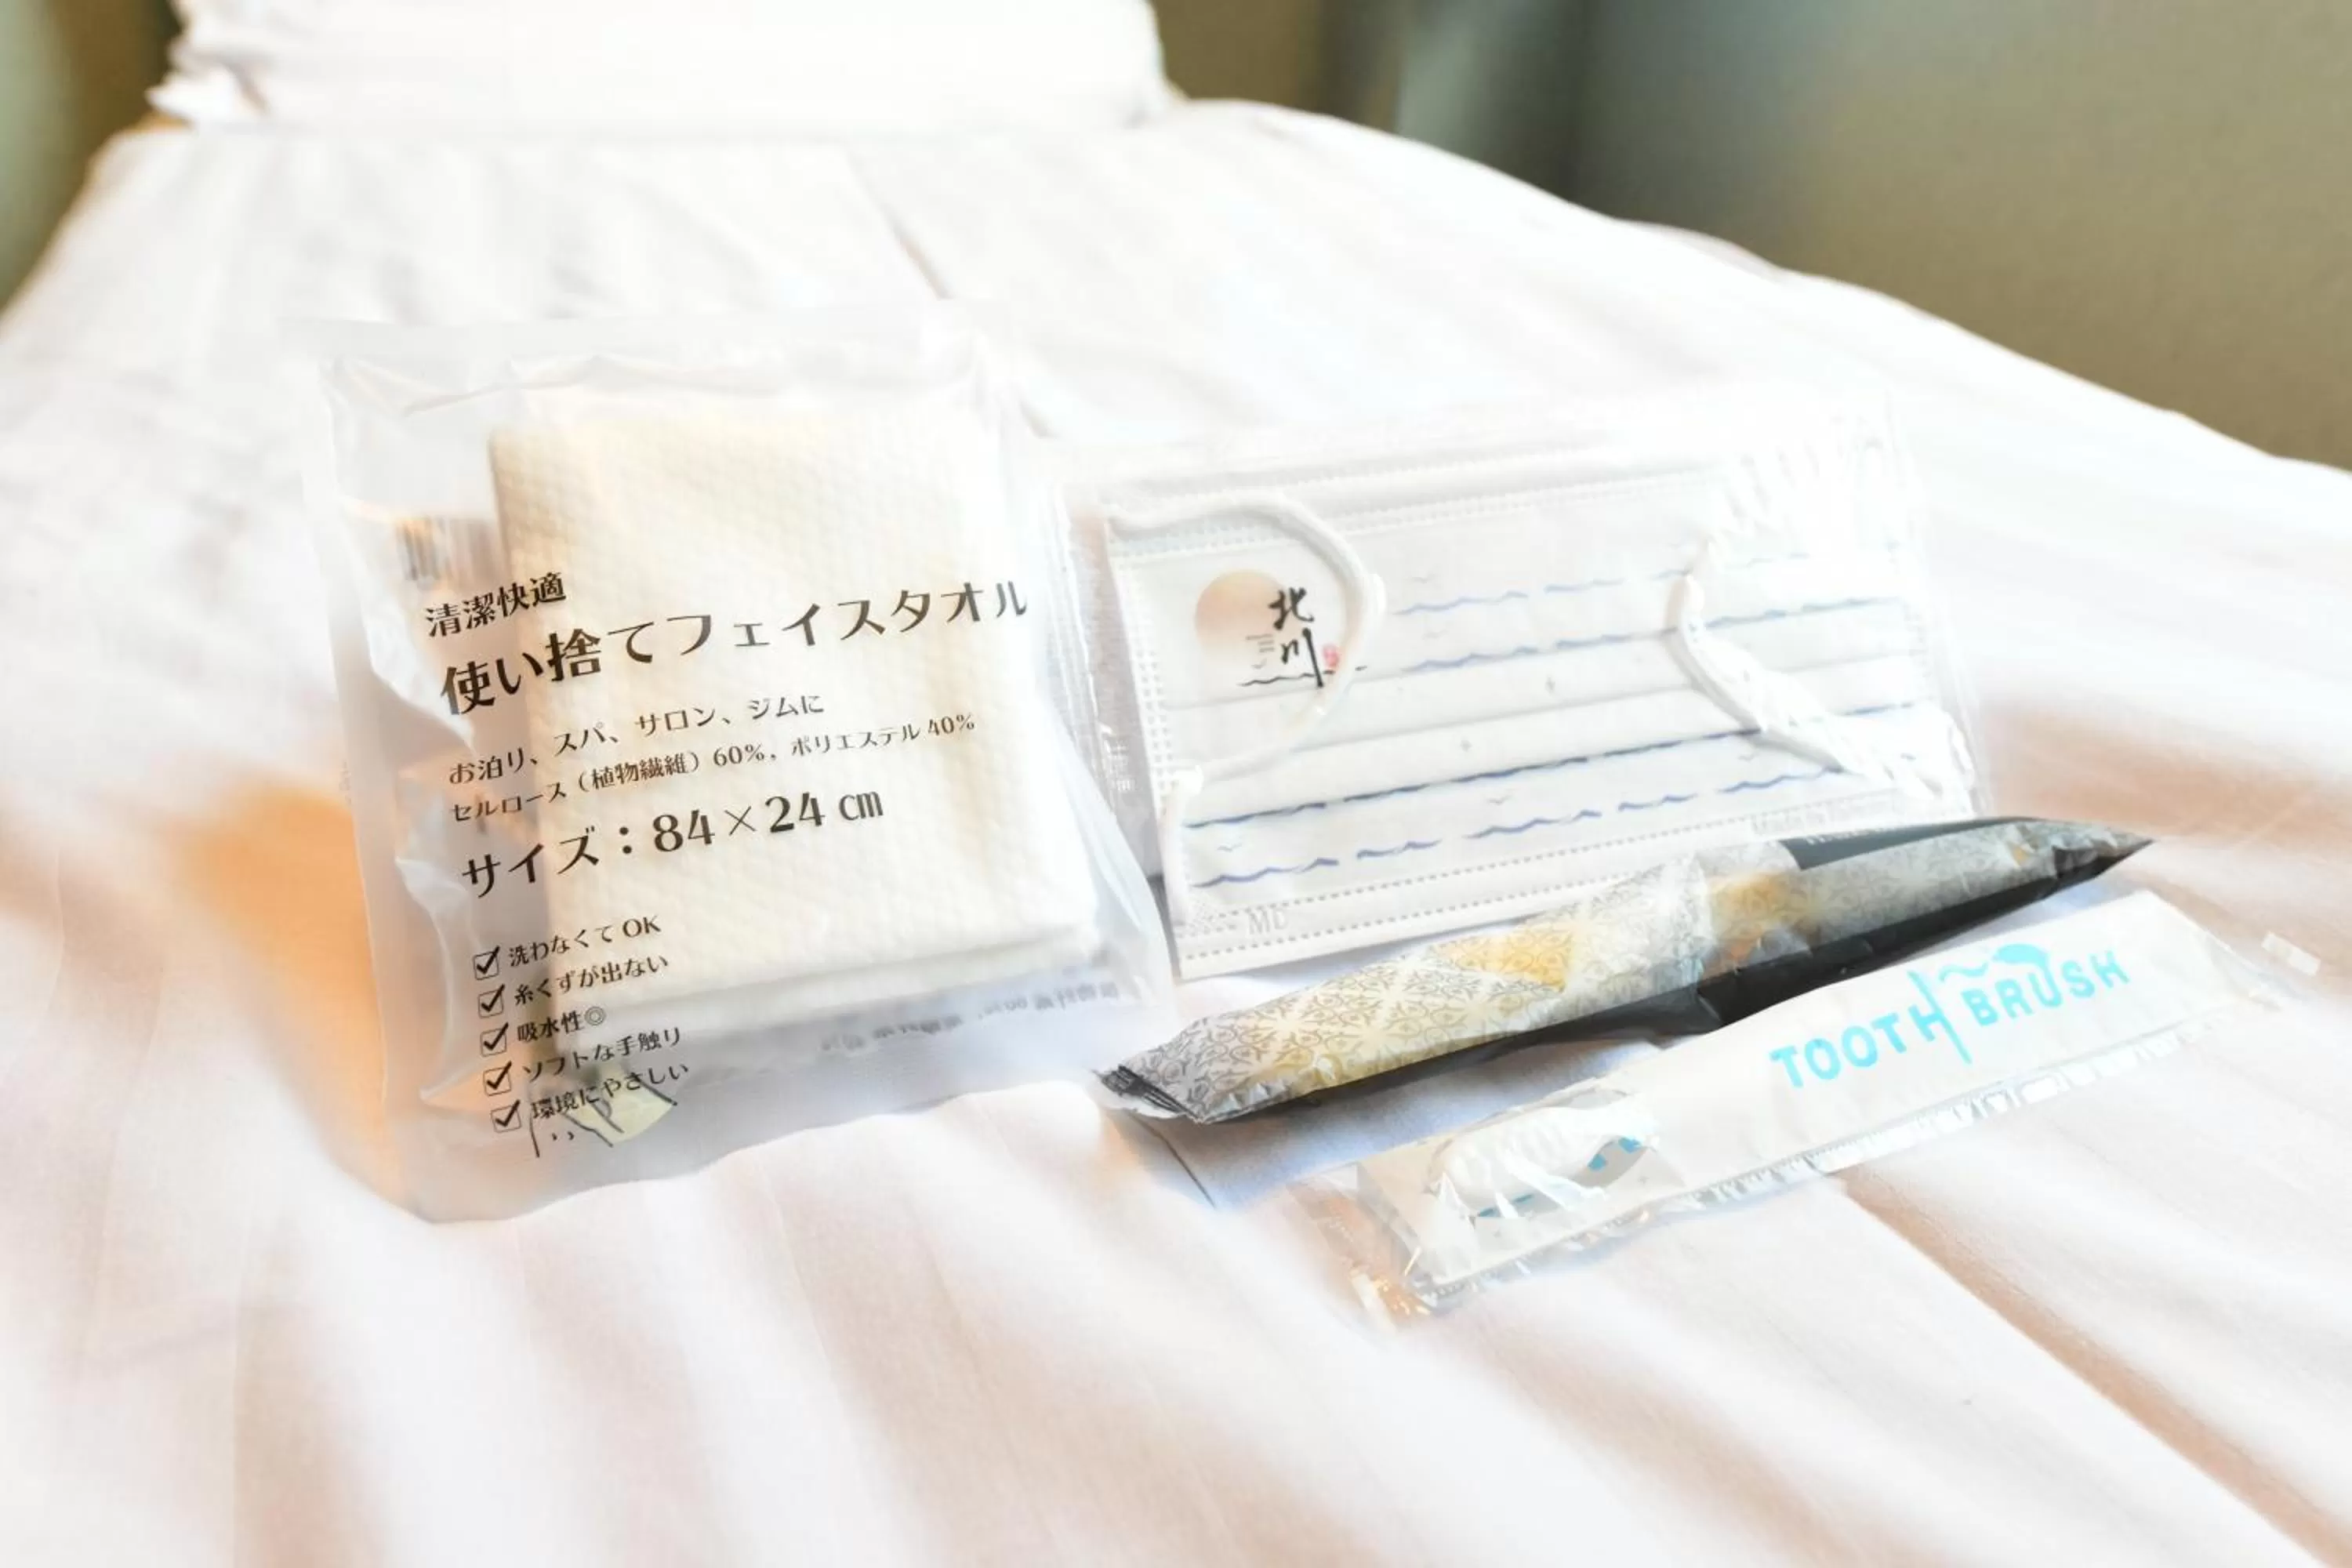 清潔快適
使い捨てフェイスタオル
お泊り、スパ、サロン、ジムに
セルロース（植物繊維）60%，ポリエステル 40%
サイズ：84×24 ㎝
☑ 洗わなくて OK
☑ 糸くずが出ない
☑ 吸水性◎
☑ ソフトな手触り
☑ 環境にやさしい
北川
MC
TOOTH BRUSH